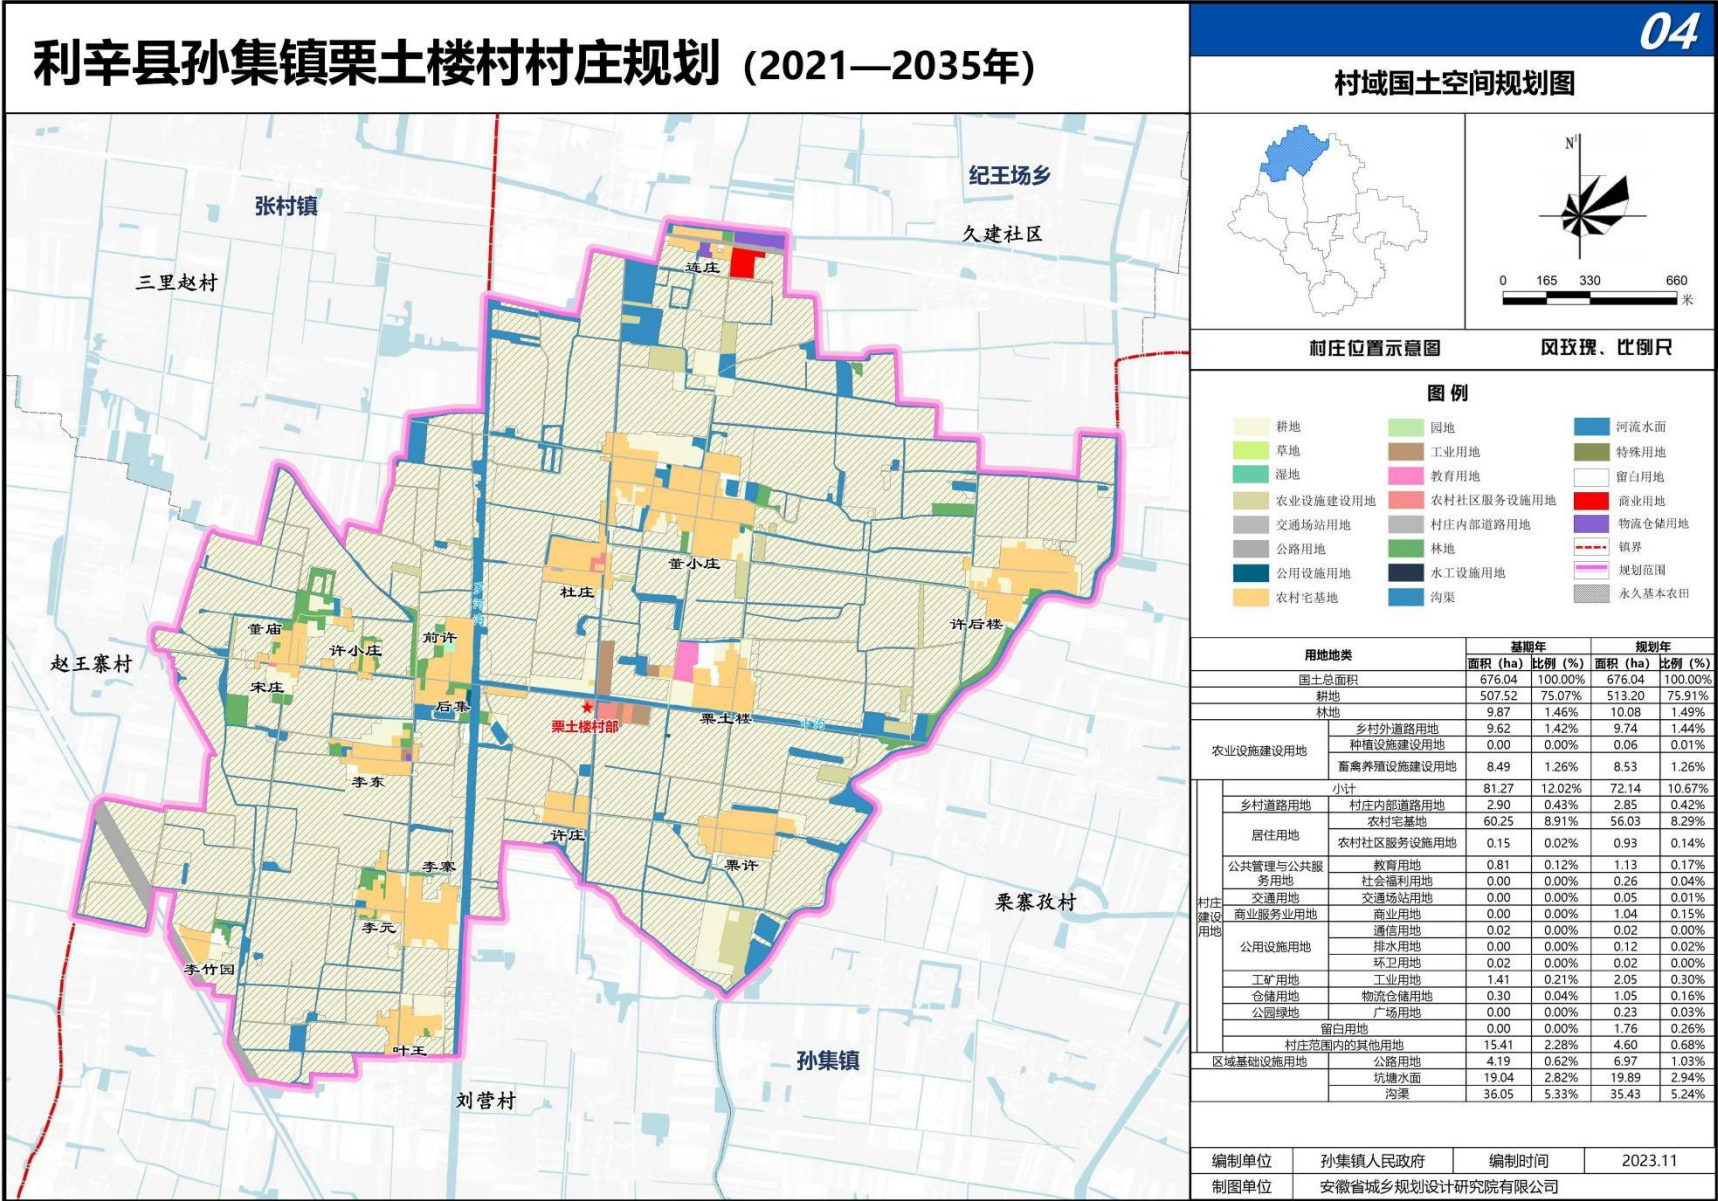 利辛县孙集镇栗土楼村村庄规划（2021—2035年）
04
村域国土空间规划图
张村镇
纪王场乡
久建社区
三里赵村
连庄
董小庄
杜庄
许后楼
董庙
许小庄
前许
宋庄
后集
赵王寨村
栗土楼村部
栗土楼
李东
许庄
栗许
李寨
李元
李竹园
叶王
栗寨孜村
孙集镇
刘营村
N
0 165 330 660
米
村庄位置示意图
风玫瑰、比例尺
图 例
耕地 园地 河流水面
草地 工业用地 特殊用地
湿地 教育用地 留白用地
农业设施建设用地 农村社区服务设施用地 商业用地
交通场站用地 村庄内部道路用地 物流仓储用地
公路用地 林地 镇界
公用设施用地 水工设施用地 规划范围
农村宅基地 沟渠 永久基本农田
用地地类 基期年 规划年
面积（ha） 比例（%） 面积（ha） 比例（%）
国土总面积 676.04 100.00% 676.04 100.00%
耕地 507.52 75.07% 513.20 75.91%
林地 9.87 1.46% 10.08 1.49%
农业设施建设用地 乡村外道路用地 9.62 1.42% 9.74 1.44%
种植设施建设用地 0.00 0.00% 0.06 0.01%
畜禽养殖设施建设用地 8.49 1.26% 8.53 1.26%
村庄建设用地 小计 81.27 12.02% 72.14 10.67%
乡村道路用地 村庄内部道路用地 2.90 0.43% 2.85 0.42%
居住用地 农村宅基地 60.25 8.91% 56.03 8.29%
农村社区服务设施用地 0.15 0.02% 0.93 0.14%
公共管理与公共服务用地 教育用地 0.81 0.12% 1.13 0.17%
社会福利用地 0.00 0.00% 0.26 0.04%
交通用地 交通场站用地 0.00 0.00% 0.05 0.01%
商业服务业用地 商业用地 0.00 0.00% 1.04 0.15%
公用设施用地 通信用地 0.02 0.00% 0.02 0.00%
排水用地 0.00 0.00% 0.12 0.02%
环卫用地 0.02 0.00% 0.02 0.00%
工矿用地 工业用地 1.41 0.21% 2.05 0.30%
仓储用地 物流仓储用地 0.30 0.04% 1.05 0.16%
公园绿地 广场用地 0.00 0.00% 0.23 0.03%
留白用地 0.00 0.00% 1.76 0.26%
村庄范围内的其他用地 15.41 2.28% 4.60 0.68%
区域基础设施用地 公路用地 4.19 0.62% 6.97 1.03%
坑塘水面 19.04 2.82% 19.89 2.94%
沟渠 36.05 5.33% 35.43 5.24%
编制单位 孙集镇人民政府 编制时间 2023.11
制图单位 安徽省城乡规划设计研究院有限公司